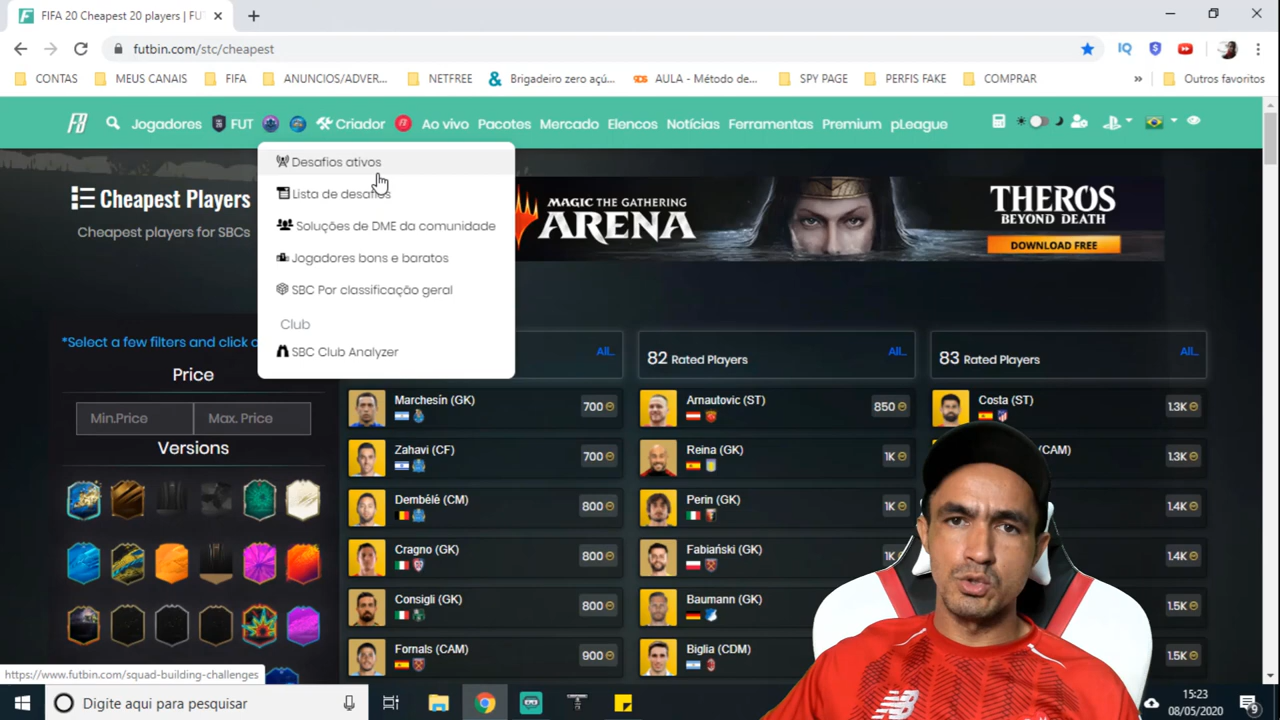 FIFA 20 Cheapest 20 players | FUT
futbin.com/stc/cheapest
CONTAS
MEUS CANAIS
FIFA
ANUNCIOS/ADVER...
NETFREE
Brigadeiro zero açú...
AULA - Método de...
SPY PAGE
PERFIS FAKE
COMPRAR
»
Outros favoritos
Jogadores
FUT
Criador
Ao vivo
Pacotes
Mercado
Elencos
Notícias
Ferramentas
Premium
pLeague
Desafios ativos
Lista de desafios
Soluções de DME da comunidade
Jogadores bons e baratos
SBC Por classificação geral
Club
SBC Club Analyzer
Cheapest Players
Cheapest players for SBCs
MAGIC THE GATHERING
ARENA
THEROS
BEYOND DEATH
DOWNLOAD FREE
*Select a few filters and click
Price
Min.Price
Max. Price
Versions
All..
82 Rated Players
All..
83 Rated Players
All..
Marchesín (GK)
700
Arnautovic (ST)
850
Costa (ST)
1.3K
Zahavi (CF)
700
Reina (GK)
1K
(CAM)
1.3K
Dembélé (CM)
800
Perin (GK)
1K
1.4K
Cragno (GK)
800
Fabiański (GK)
1K
1.4K
Consigli (GK)
800
Baumann (GK)
1.5K
Fornals (CAM)
900
Biglia (CDM)
1.5K
https://www.futbin.com/squad-building-challenges
Digite aqui para pesquisar
15:23
08/05/2020